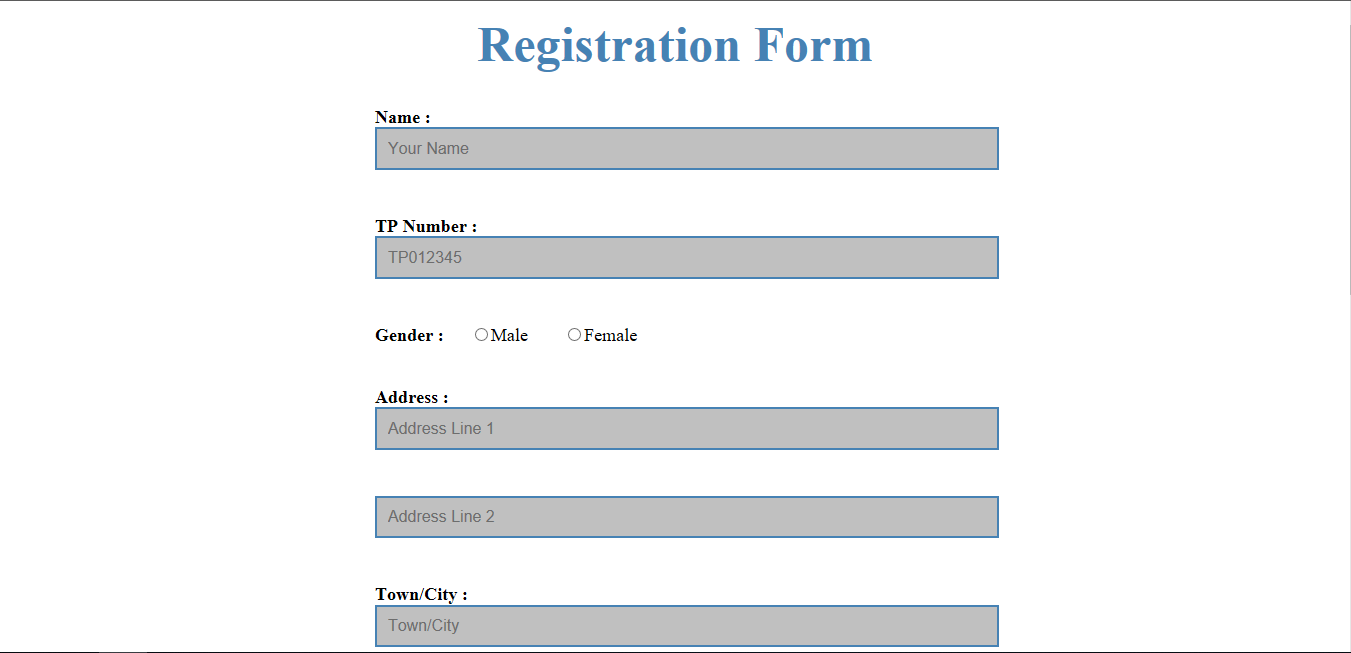 Registration Form
Name :
Your Name
TP Number :
TP012345
Gender : Male Female
Address :
Address Line 1
Address Line 2
Town/City :
Town/City